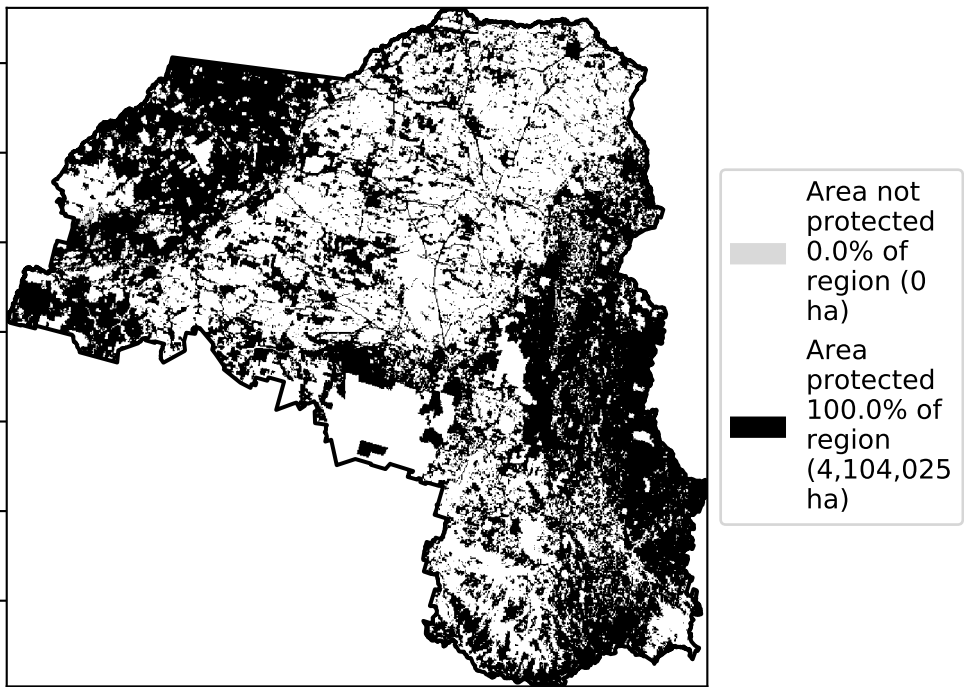 Area not
protected
0.0% of
region (0
ha)
Area
protected
100.0% of
region
(4,104,025
ha)